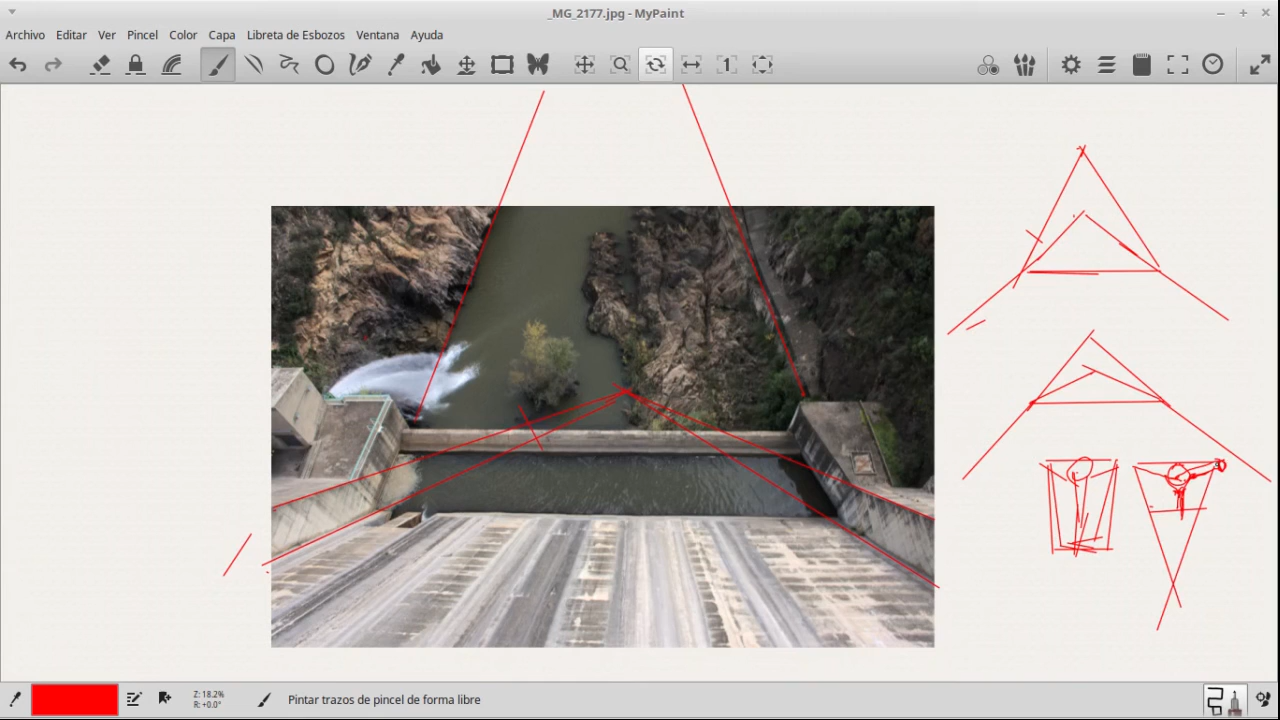 _MG_2177.jpg - MyPaint
Archivo Editar Ver Pincel Color Capa Libreta de Esbozos Ventana Ayuda
1
Z: 18.2%
R: +0.0°
Pintar trazos de pincel de forma libre